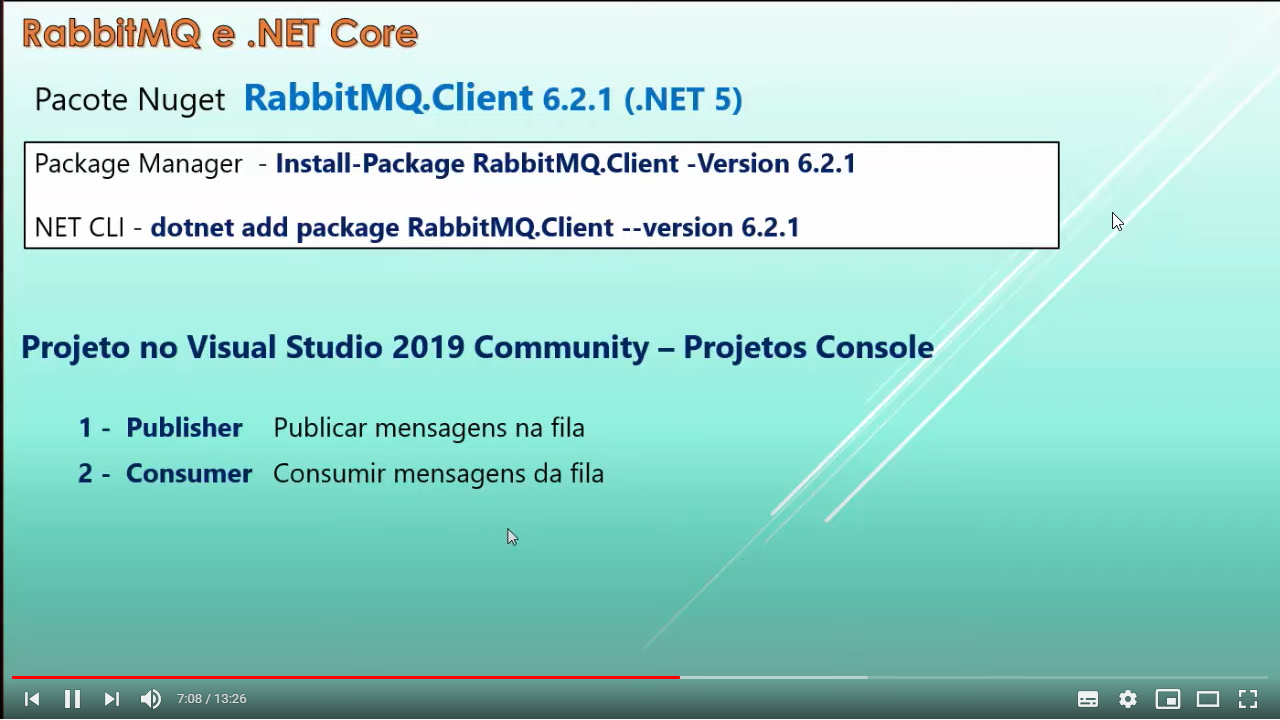 RabbitMQ e .NET Core
Pacote Nuget RabbitMQ.Client 6.2.1 (.NET 5)
Package Manager - Install-Package RabbitMQ.Client -Version 6.2.1
NET CLI - dotnet add package RabbitMQ.Client --version 6.2.1
Projeto no Visual Studio 2019 Community – Projetos Console
1 - Publisher Publicar mensagens na fila
2 - Consumer Consumir mensagens da fila
7:08 / 13:26